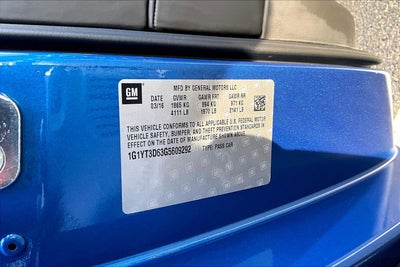 GM
MFD BY GENERAL MOTORS LLC
DATE GVWR GAWR FRT GAWR RR
03/16 1865 KG 894 KG 971 KG
4111 LB 1970 LB 2141 LB
THIS VEHICLE CONFORMS TO ALL APPLICABLE U.S. FEDERAL MOTOR
VEHICLE SAFETY, BUMPER, AND THEFT PREVENTION STANDARDS IN
EFFECT ON THE DATE OF MANUFACTURE SHOWN ABOVE.
1G1YT3D63G5609292 TYPE: PASS CAR